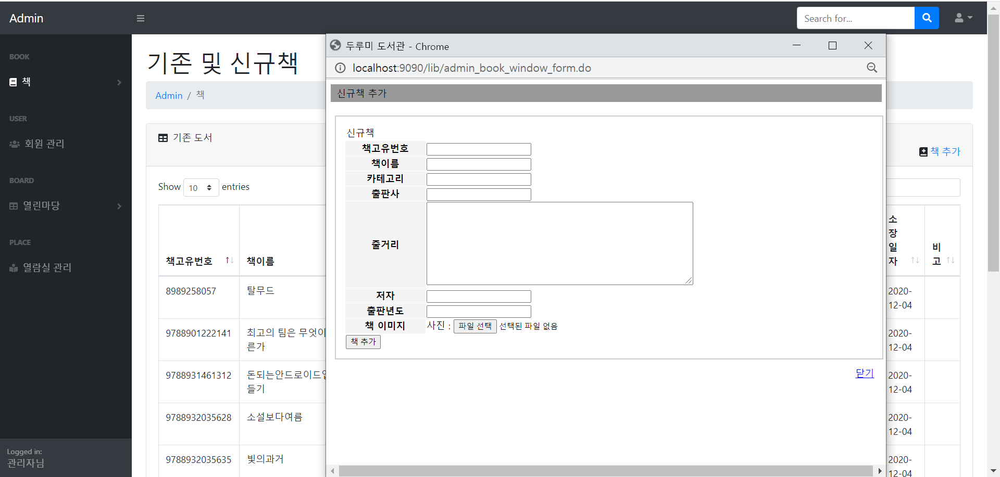 Admin
Search for...
BOOK
책
USER
회원 관리
BOARD
열린마당
PLACE
열람실 관리
Logged in:
관리자님
기존 및 신규책
Admin / 책
기존 도서
책 추가
Show 10 entries
책고유번호 책이름
소
장
일
자
비
고
8989258057 탈무드
2020-
12-04
9788901222141 최고의 팀은 무엇이
른가
2020-
12-04
9788931461312 돈되는안드로이드
들기
2020-
12-04
9788932035628 소설보다여름
2020-
12-04
9788932035635 빛의과거
2020-
12-04
두루미 도서관 - Chrome
localhost:9090/lib/admin_book_window_form.do
신규책 추가
신규책
책고유번호
책이름
카테고리
출판사
줄거리
저자
출판년도
책 이미지 사진 : 파일 선택 선택된 파일 없음
책 추가
닫기